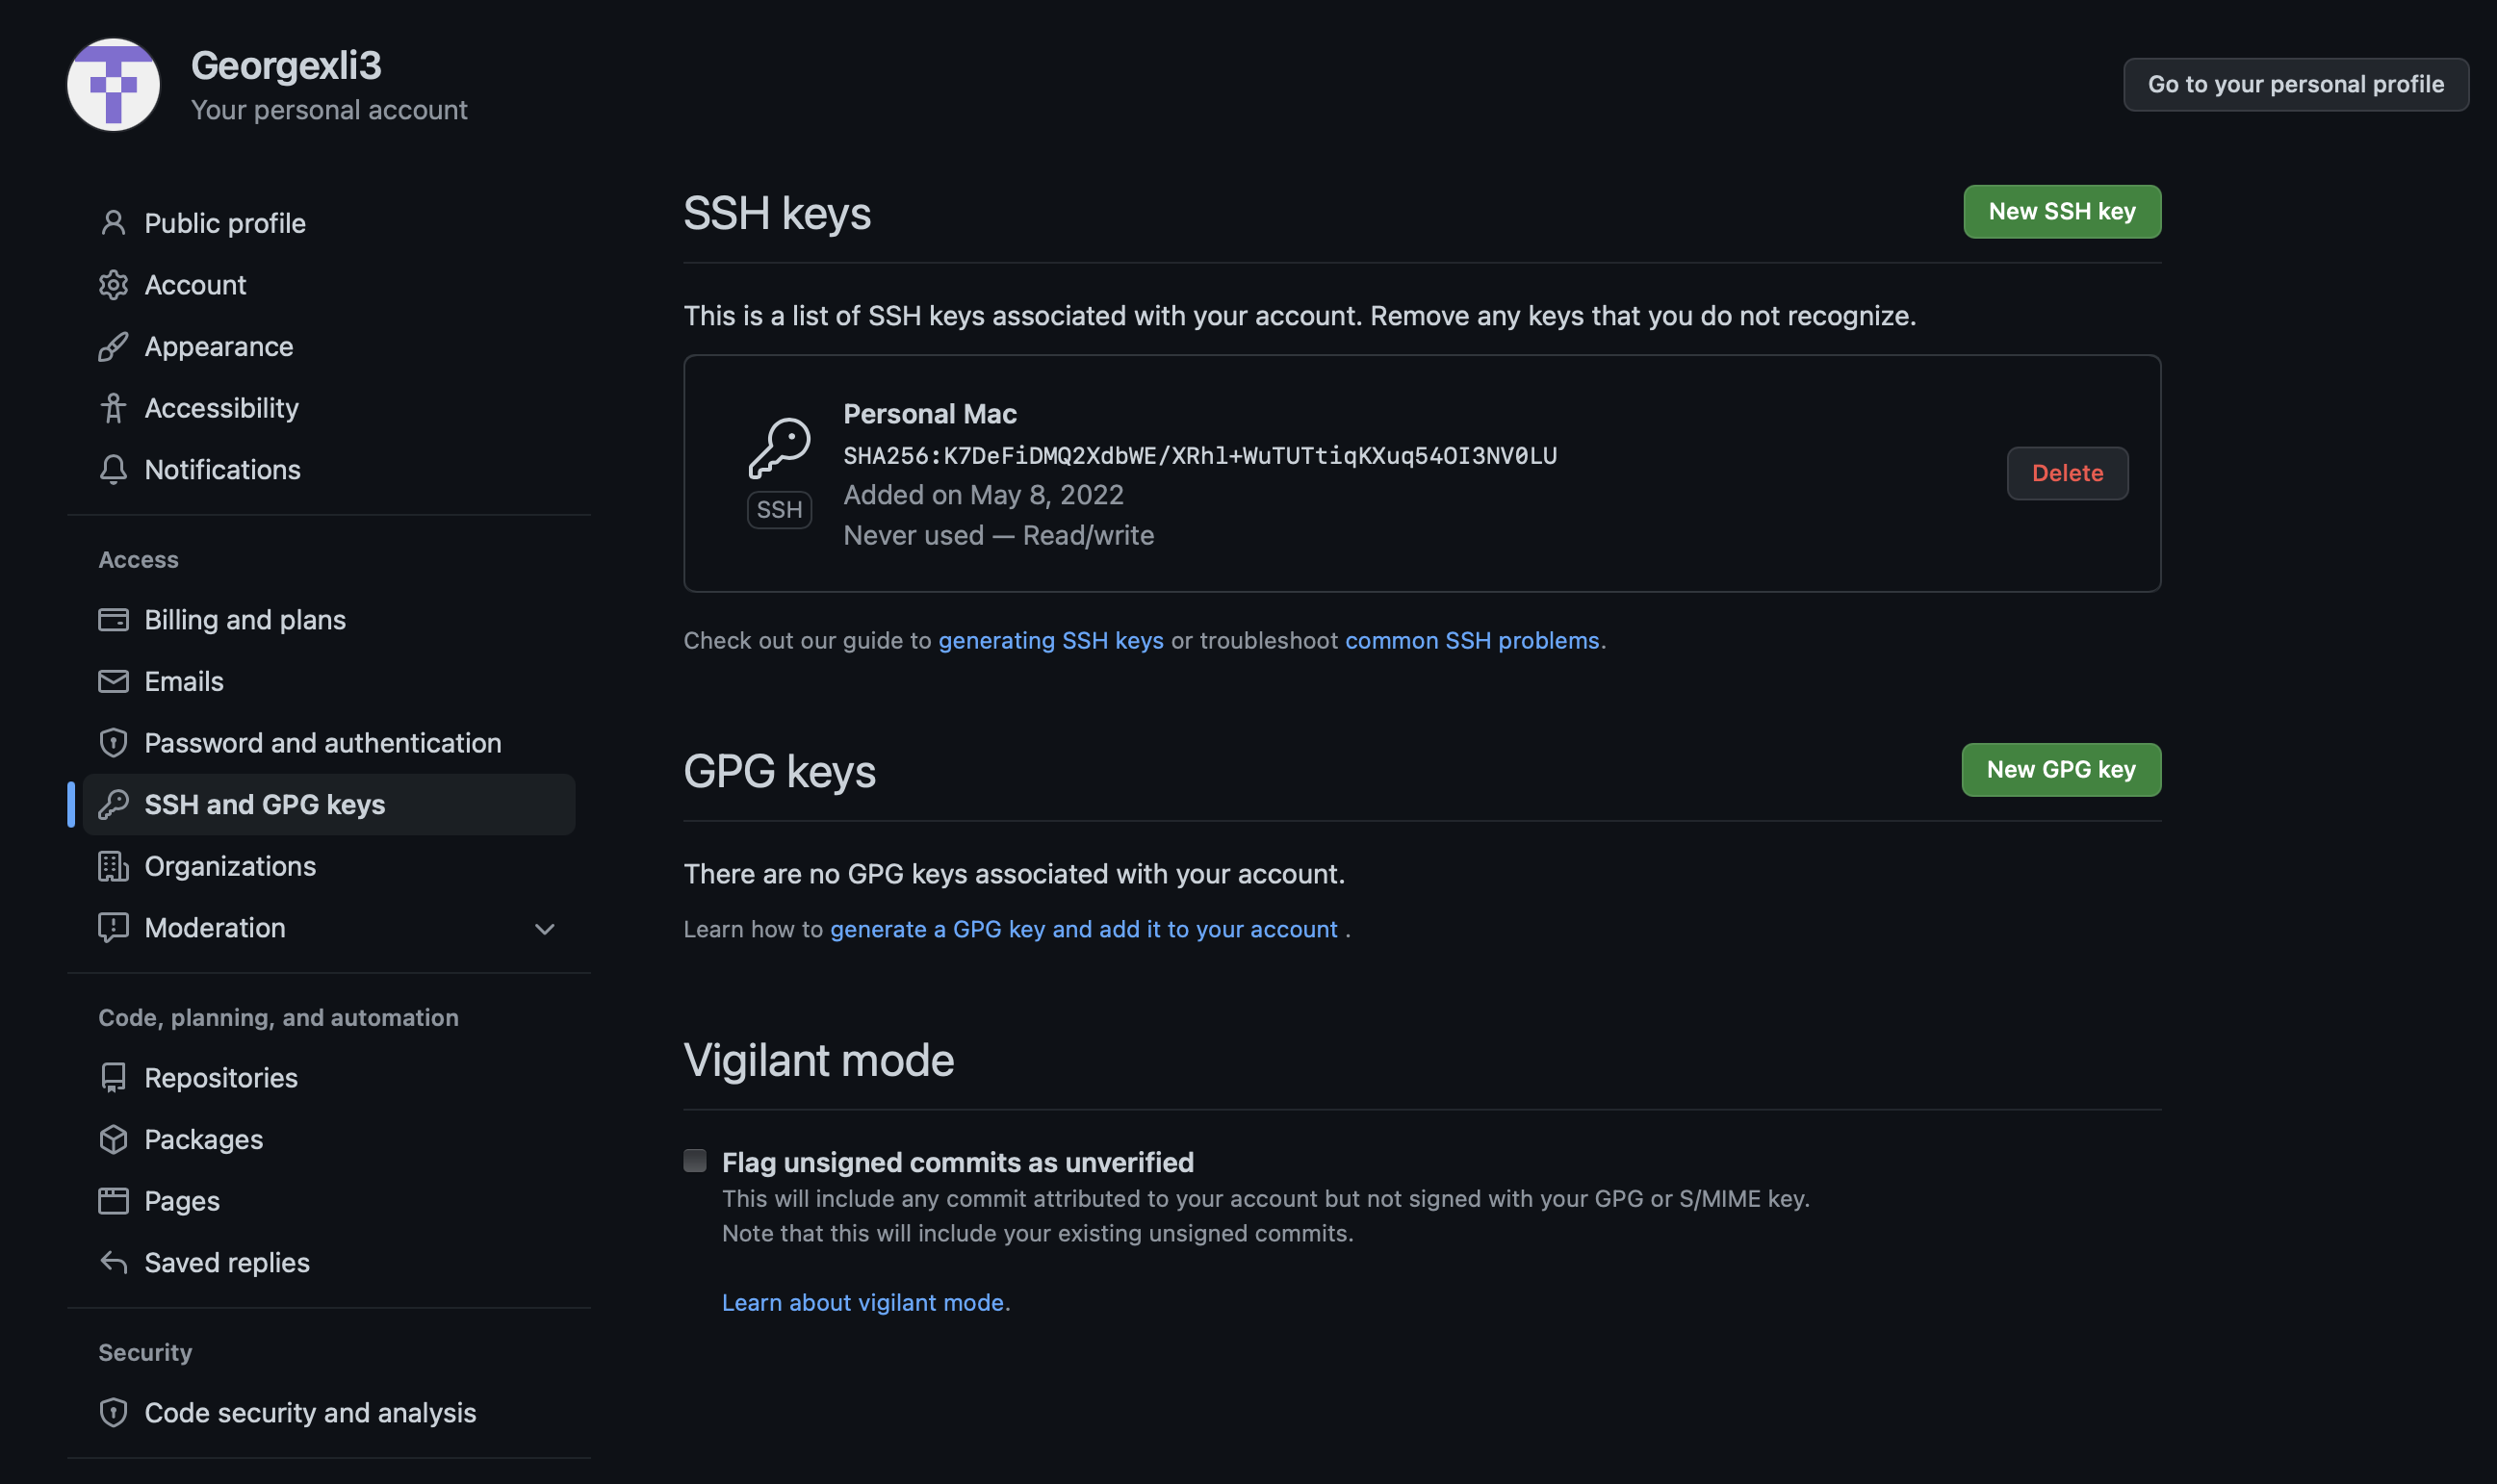 Georgexli3
Your personal account
Go to your personal profile
Public profile
Account
Appearance
Accessibility
Notifications
Access
Billing and plans
Emails
Password and authentication
SSH and GPG keys
Organizations
Moderation
Code, planning, and automation
Repositories
Packages
Pages
Saved replies
Security
Code security and analysis
SSH keys
New SSH key
This is a list of SSH keys associated with your account. Remove any keys that you do not recognize.
Personal Mac
SHA256:K7DeFiDMQ2XdbWE/XRhl+WuTUTtiqKXuq54OI3NV0LU
Added on May 8, 2022
Never used — Read/write
SSH
Delete
Check out our guide to generating SSH keys or troubleshoot common SSH problems.
GPG keys
New GPG key
There are no GPG keys associated with your account.
Learn how to generate a GPG key and add it to your account .
Vigilant mode
Flag unsigned commits as unverified
This will include any commit attributed to your account but not signed with your GPG or S/MIME key.
Note that this will include your existing unsigned commits.
Learn about vigilant mode.